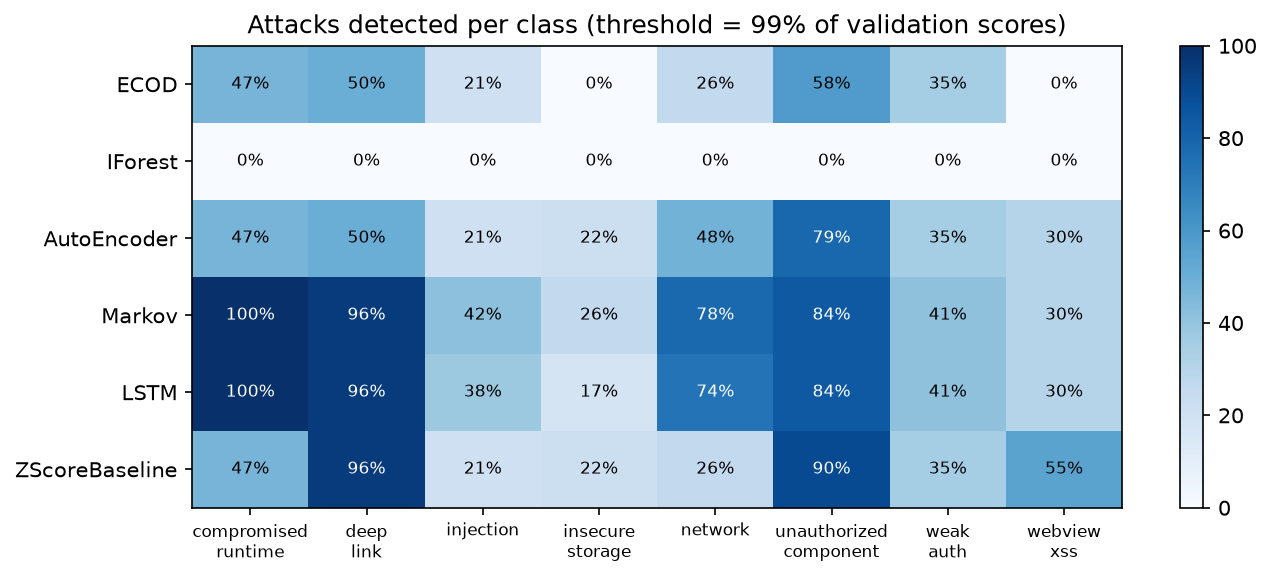 Attacks detected per class (threshold = 99% of validation scores)
ECOD 47% 50% 21% 0% 26% 58% 35% 0%
IForest 0% 0% 0% 0% 0% 0% 0% 0%
AutoEncoder 47% 50% 21% 22% 48% 79% 35% 30%
Markov 100% 96% 42% 26% 78% 84% 41% 30%
LSTM 100% 96% 38% 17% 74% 84% 41% 30%
ZScoreBaseline 47% 96% 21% 22% 26% 90% 35% 55%
compromised runtime
deep link
injection
insecure storage
network
unauthorized component
weak auth
webview xss
100
80
60
40
20
0